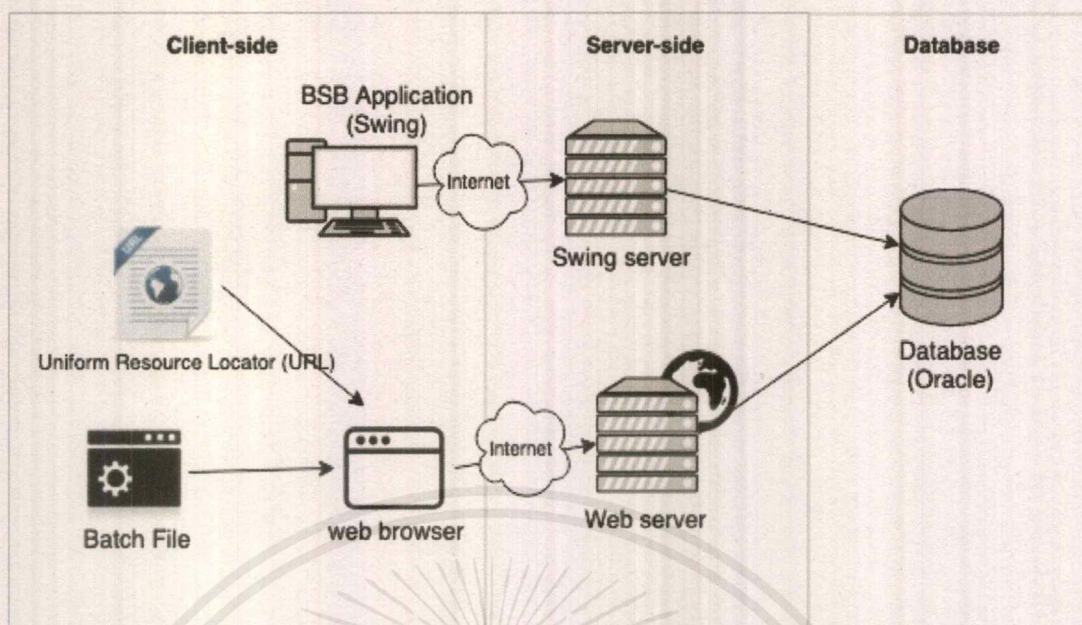 Client-side
Server-side
Database
BSB Application
(Swing)
Internet
Swing server
URL
Uniform Resource Locator (URL)
Database
(Oracle)
Internet
Batch File
web browser
Web server